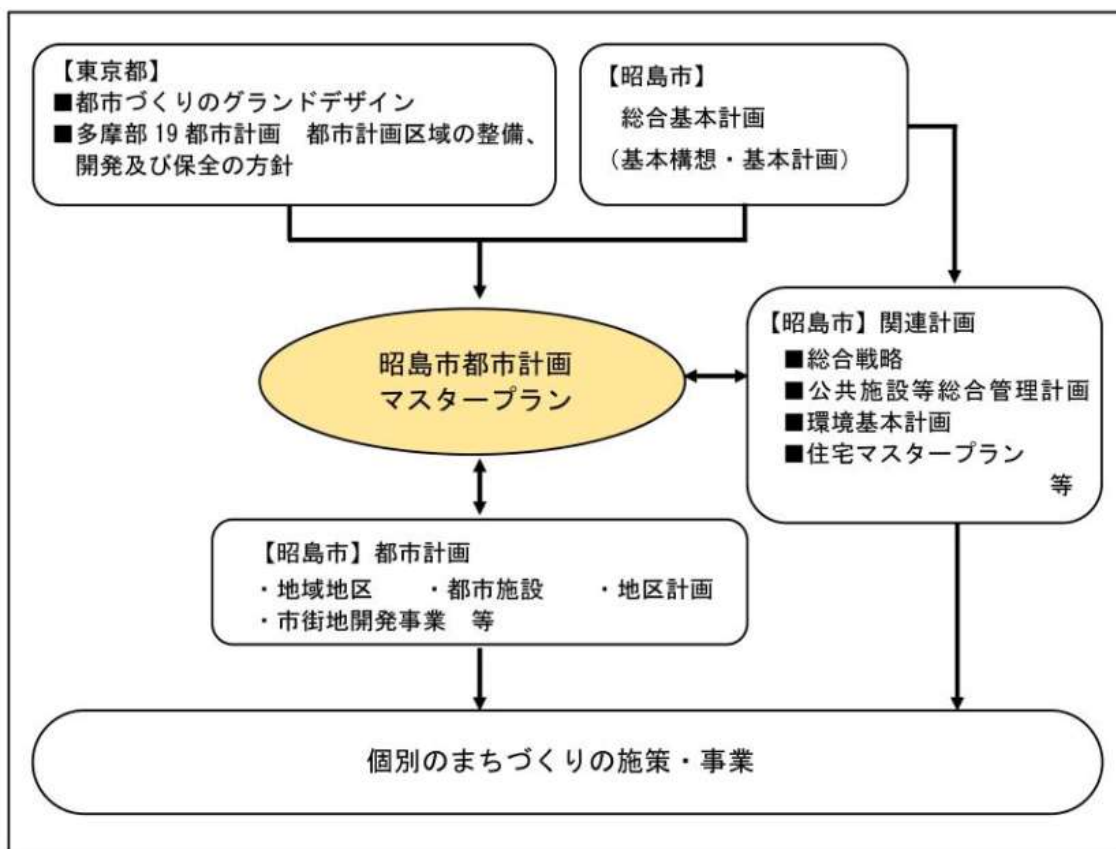 【東京都】
■都市づくりのグランドデザイン
■多摩部19都市計画　都市計画区域の整備、
開発及び保全の方針
【昭島市】
総合基本計画
（基本構想・基本計画）
昭島市都市計画
マスタープラン
【昭島市】関連計画
■総合戦略
■公共施設等総合管理計画
■環境基本計画
■住宅マスタープラン
等
【昭島市】都市計画
・地域地区　　・都市施設　　・地区計画
・市街地開発事業　等
個別のまちづくりの施策・事業